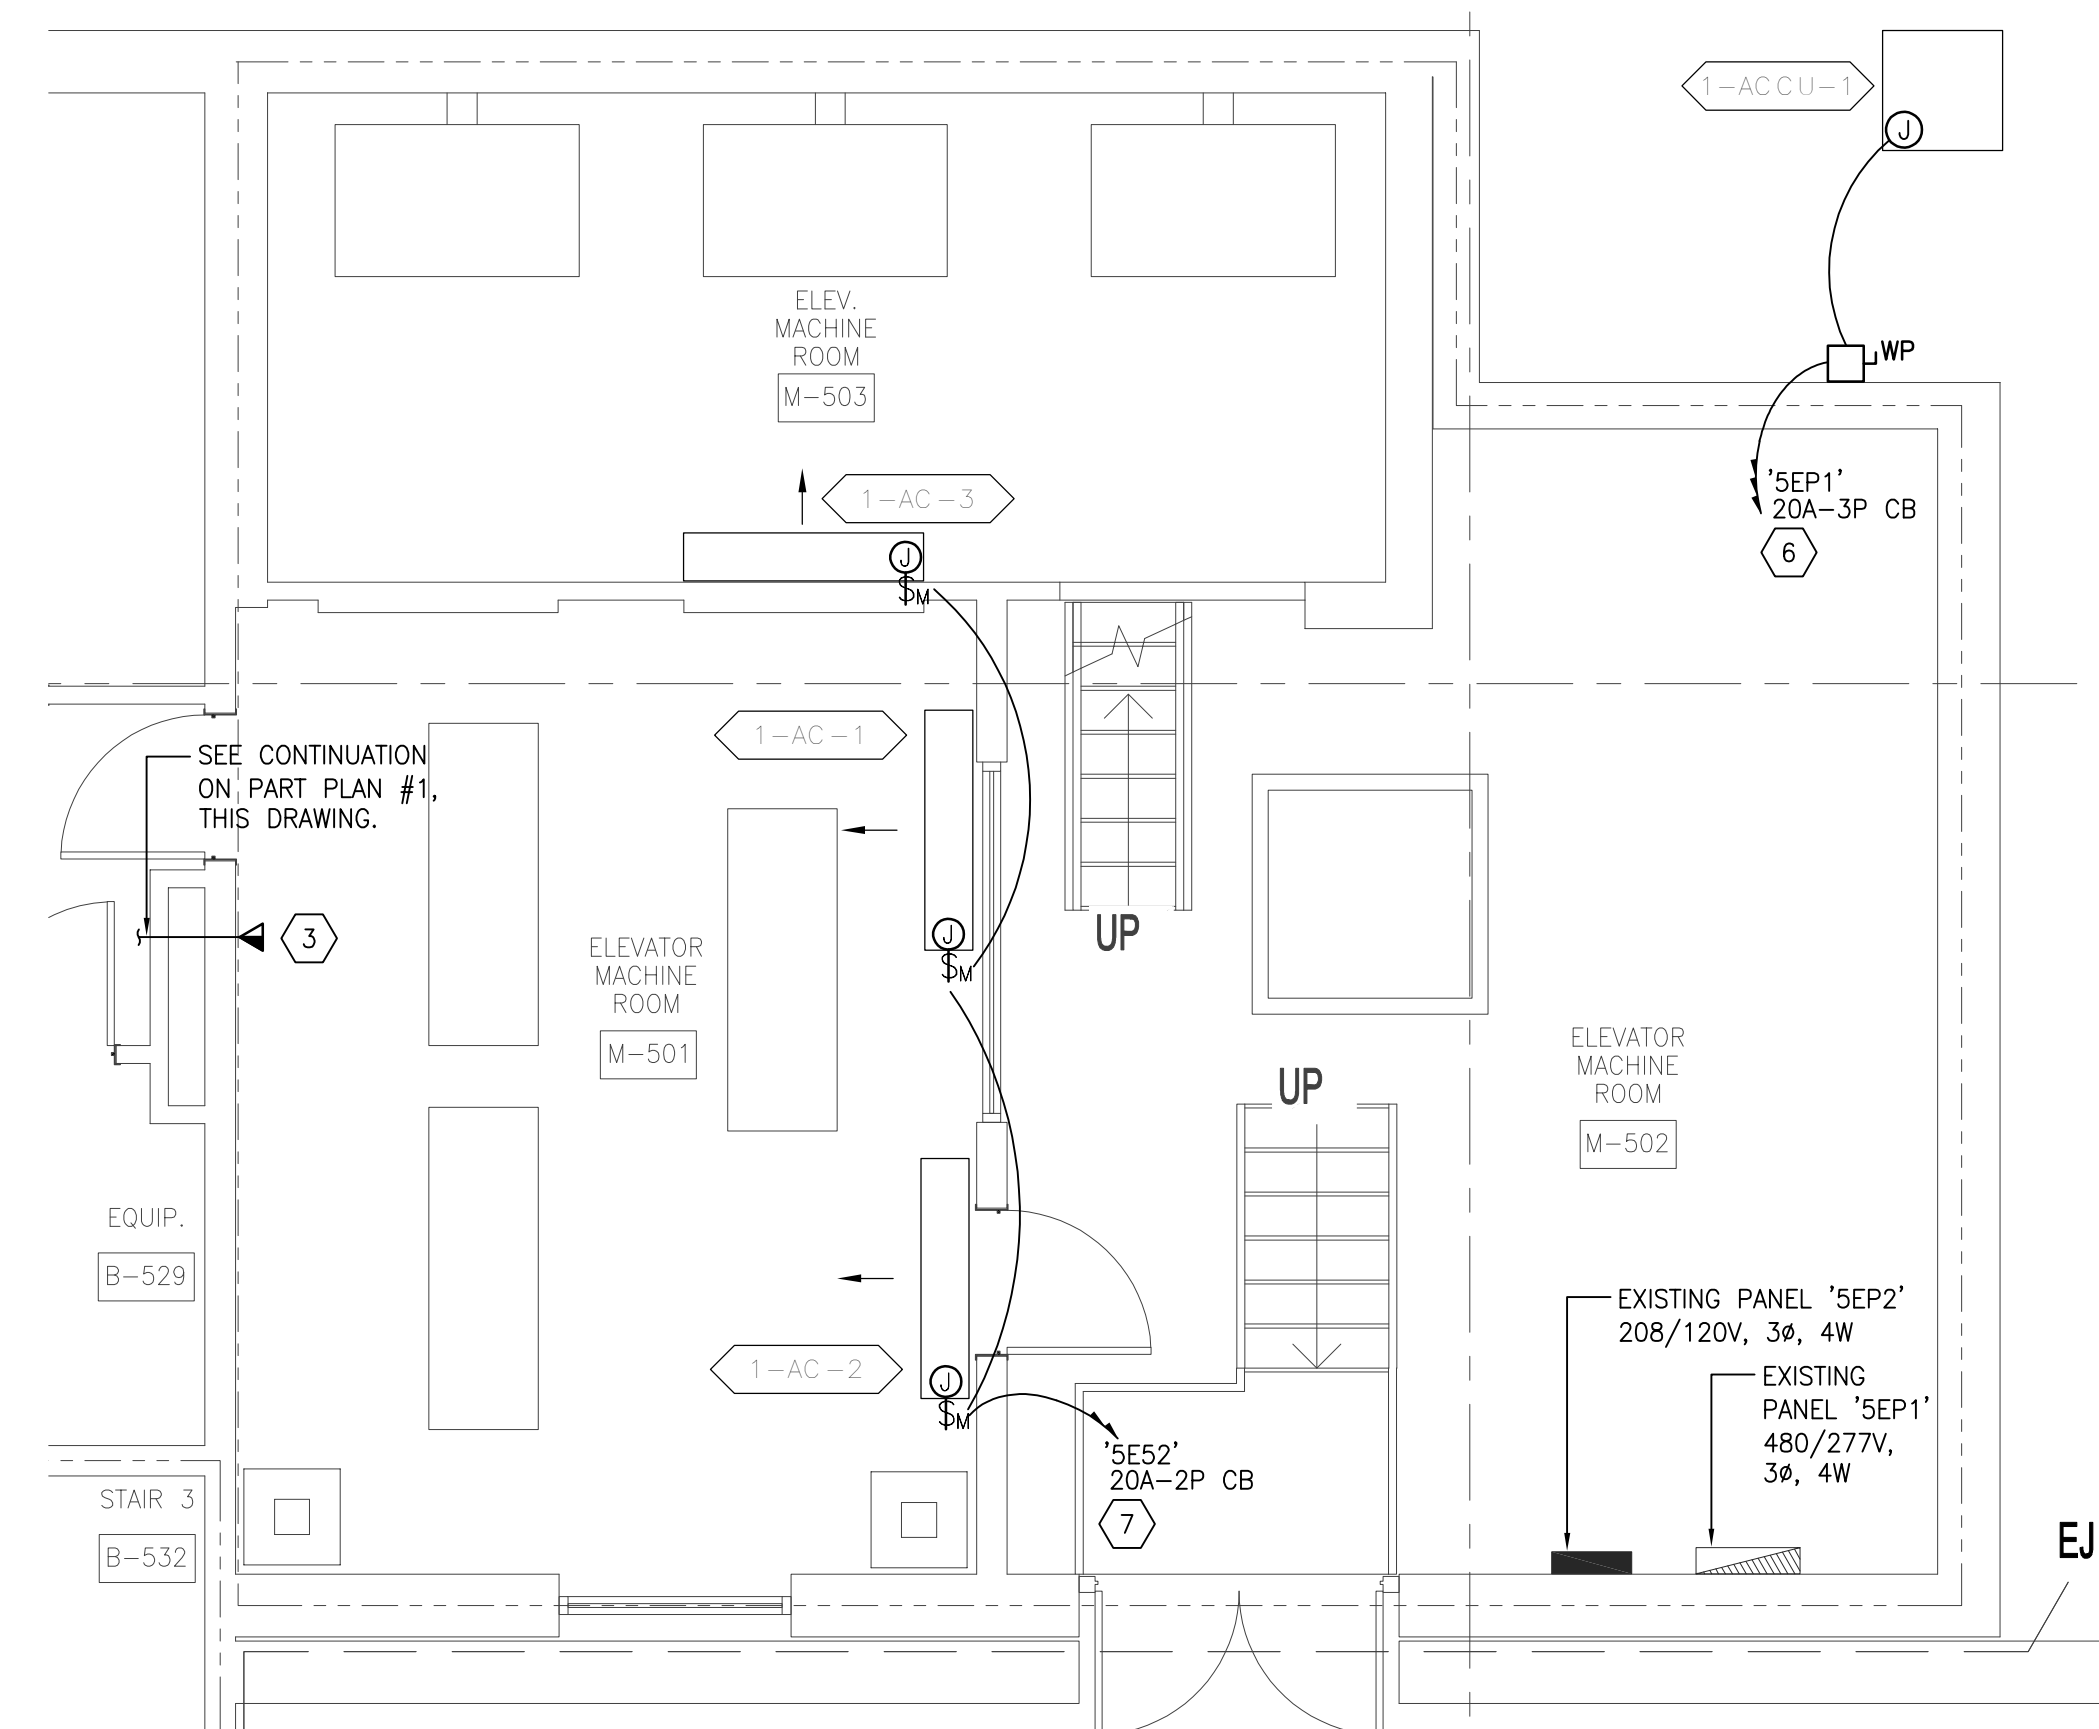 1-ACCU-1
J
WP
ELEV.
MACHINE
ROOM
M-503
'5EP1'
20A-3P CB
6
1-AC-3
J
$M
1-AC-1
SEE CONTINUATION
ON PART PLAN #1,
THIS DRAWING.
3
J
$M
UP
ELEVATOR
MACHINE
ROOM
M-501
ELEVATOR
MACHINE
ROOM
M-502
UP
EQUIP.
B-529
EXISTING PANEL '5EP2'
208/120V, 3ø, 4W
EXISTING
PANEL '5EP1'
480/277V,
3ø, 4W
1-AC-2
J
$M
'5E52'
20A-2P CB
7
STAIR 3
B-532
EJ